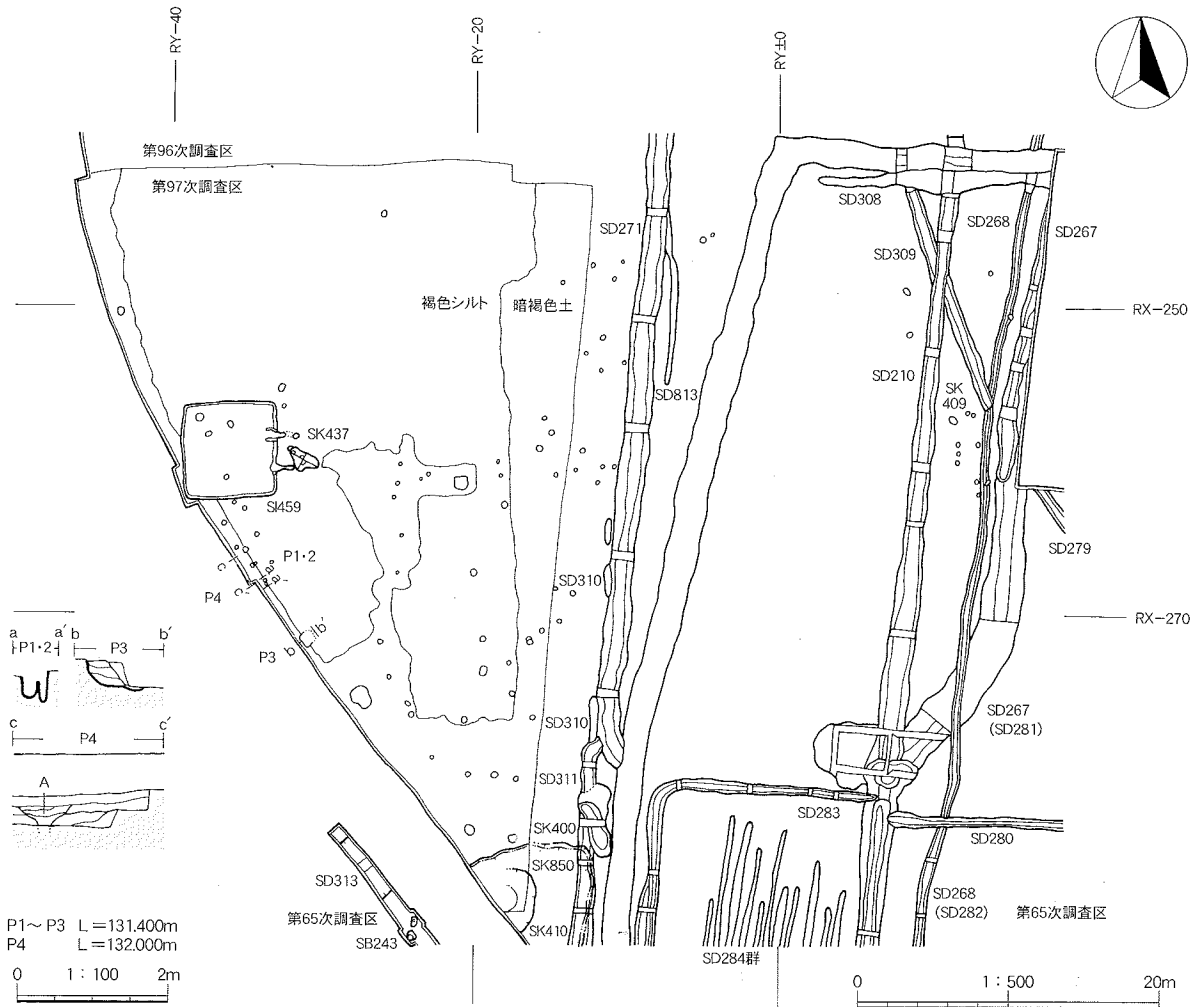 RY-40
RY-20
RY±0
第96次調査区
第97次調査区
SD308
SD271
SD268
SD267
SD309
褐色シルト
暗褐色土
RX-250
SD210
SD813
SK
409
SK437
SI459
SD279
P1・2
SD310
P4
c c′
a a′
RX-270
b b′
P3
a a′ b b′
P1・2 P3
SD310
SD267
(SD281)
c c′
P4
SD311
A
SD283
SK400
SD280
SK850
SD313
SD268
(SD282)
第65次調査区
第65次調査区
P1~P3 L=131.400m
P4 L=132.000m
SK410
SB243
SD284群
0 1:100 2m
0 1:500 20m